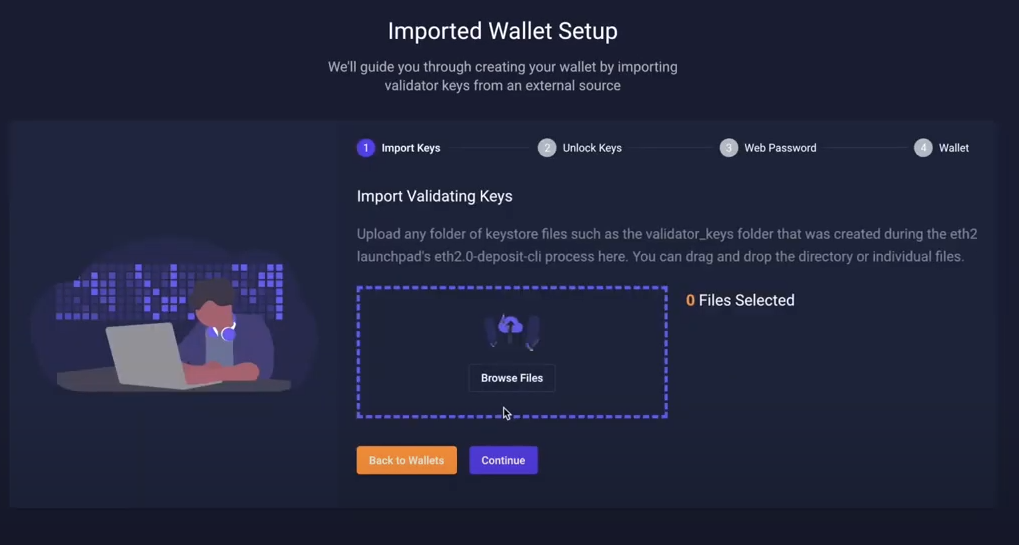 Imported Wallet Setup
We'll guide you through creating your wallet by importing
validator keys from an external source
1 Import Keys 2 Unlock Keys 3 Web Password 4 Wallet
Import Validating Keys
Upload any folder of keystore files such as the validator_keys folder that was created during the eth2
launchpad's eth2.0-deposit-cli process here. You can drag and drop the directory or individual files.
0 Files Selected
Browse Files
Back to Wallets Continue